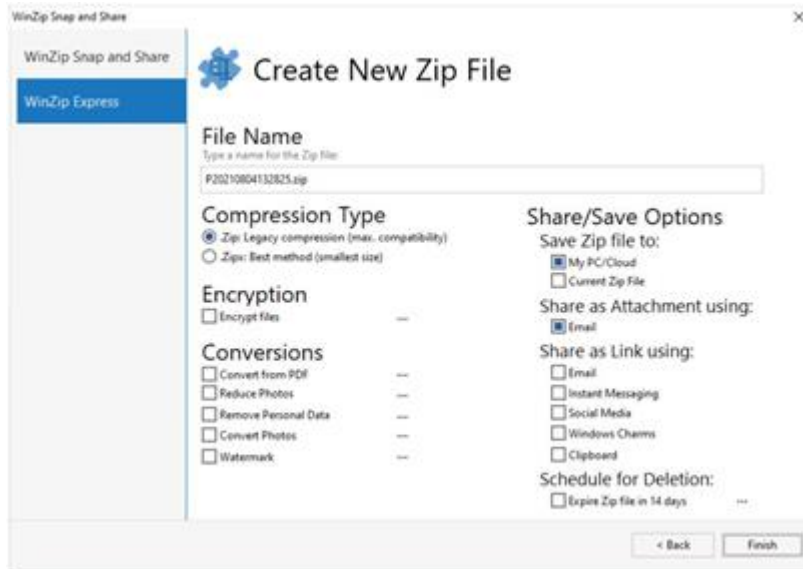 WinZip Snap and Share
WinZip Snap and Share
WinZip Express
Create New Zip File
File Name
Type a name for the Zip file:
P20210804132825.zip
Compression Type
Zip: Legacy compression (max. compatibility)
Zipx: Best method (smallest size)
Encryption
Encrypt files ...
Conversions
Convert from PDF ...
Reduce Photos ...
Remove Personal Data ...
Convert Photos ...
Watermark ...
Share/Save Options
Save Zip file to:
My PC/Cloud
Current Zip File
Share as Attachment using:
Email
Share as Link using:
Email
Instant Messaging
Social Media
Windows Charms
Clipboard
Schedule for Deletion:
Expire Zip file in 14 days ...
< Back
Finish